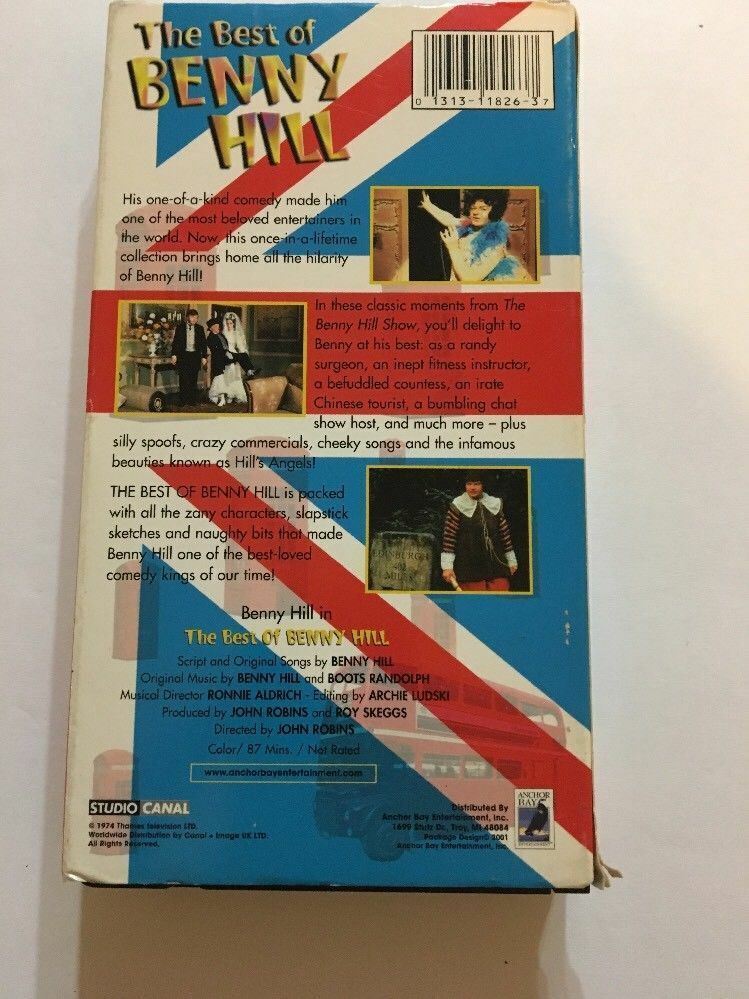 The Best of
BENNY
HILL
0 1313-11826-3 7
His one-of-a-kind comedy made him
one of the most beloved entertainers in
the world. Now, this once-in-a-lifetime
collection brings home all the hilarity
of Benny Hill!
In these classic moments from The
Benny Hill Show, you'll delight to
Benny at his best: as a randy
surgeon, an inept fitness instructor,
a befuddled countess, an irate
Chinese tourist, a bumbling chat
show host, and much more – plus
silly spoofs, crazy commercials, cheeky songs and the infamous
beauties known as Hill's Angels!
THE BEST OF BENNY HILL is packed
with all the zany characters, slapstick
sketches and naughty bits that made
Benny Hill one of the best-loved
comedy kings of our time!
EDINBURGH
402
MILES
Benny Hill in
The Best Of BENNY HILL
Script and Original Songs by BENNY HILL
Original Music by BENNY HILL and BOOTS RANDOLPH
Musical Director RONNIE ALDRICH - Editing by ARCHIE LUDSKI
Produced by JOHN ROBINS and ROY SKEGGS
Directed by JOHN ROBINS
Color/ 87 Mins. / Not Rated
www.anchorbayentertainment.com
STUDIO CANAL
© 1974 Thames Television LTD.
Worldwide Distribution by Canal + Image UK LTD.
All Rights Reserved.
Distributed By
Anchor Bay Entertainment, Inc.
1699 Stutz Dr., Troy, MI 48084
Package Design© 2001
Anchor Bay Entertainment, Inc.
ANCHOR
BAY
ENTERTAINMENT